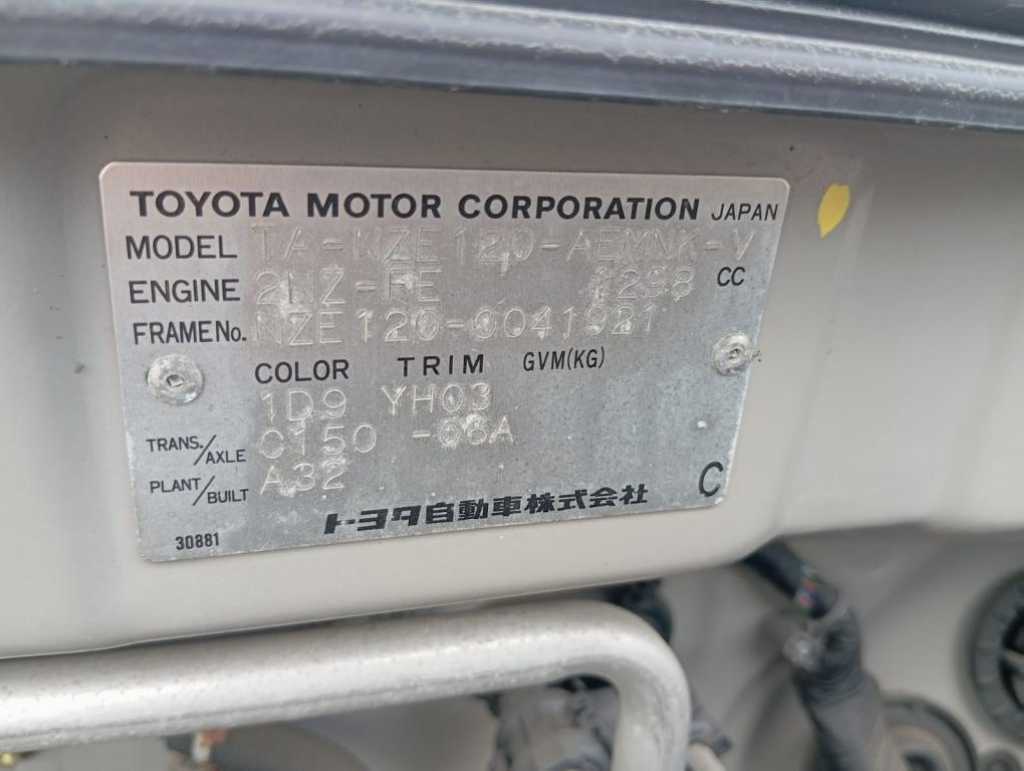 TOYOTA MOTOR CORPORATION JAPAN
MODEL TA-NZE120-AEMNK-V
ENGINE 2NZ-FE 1298 CC
FRAME No. NZE120-0041921
COLOR TRIM GVM(KG)
1D9 YH03
TRANS./AXLE C150 -06A
PLANT/BUILT A32
トヨタ自動車株式会社 C
30881